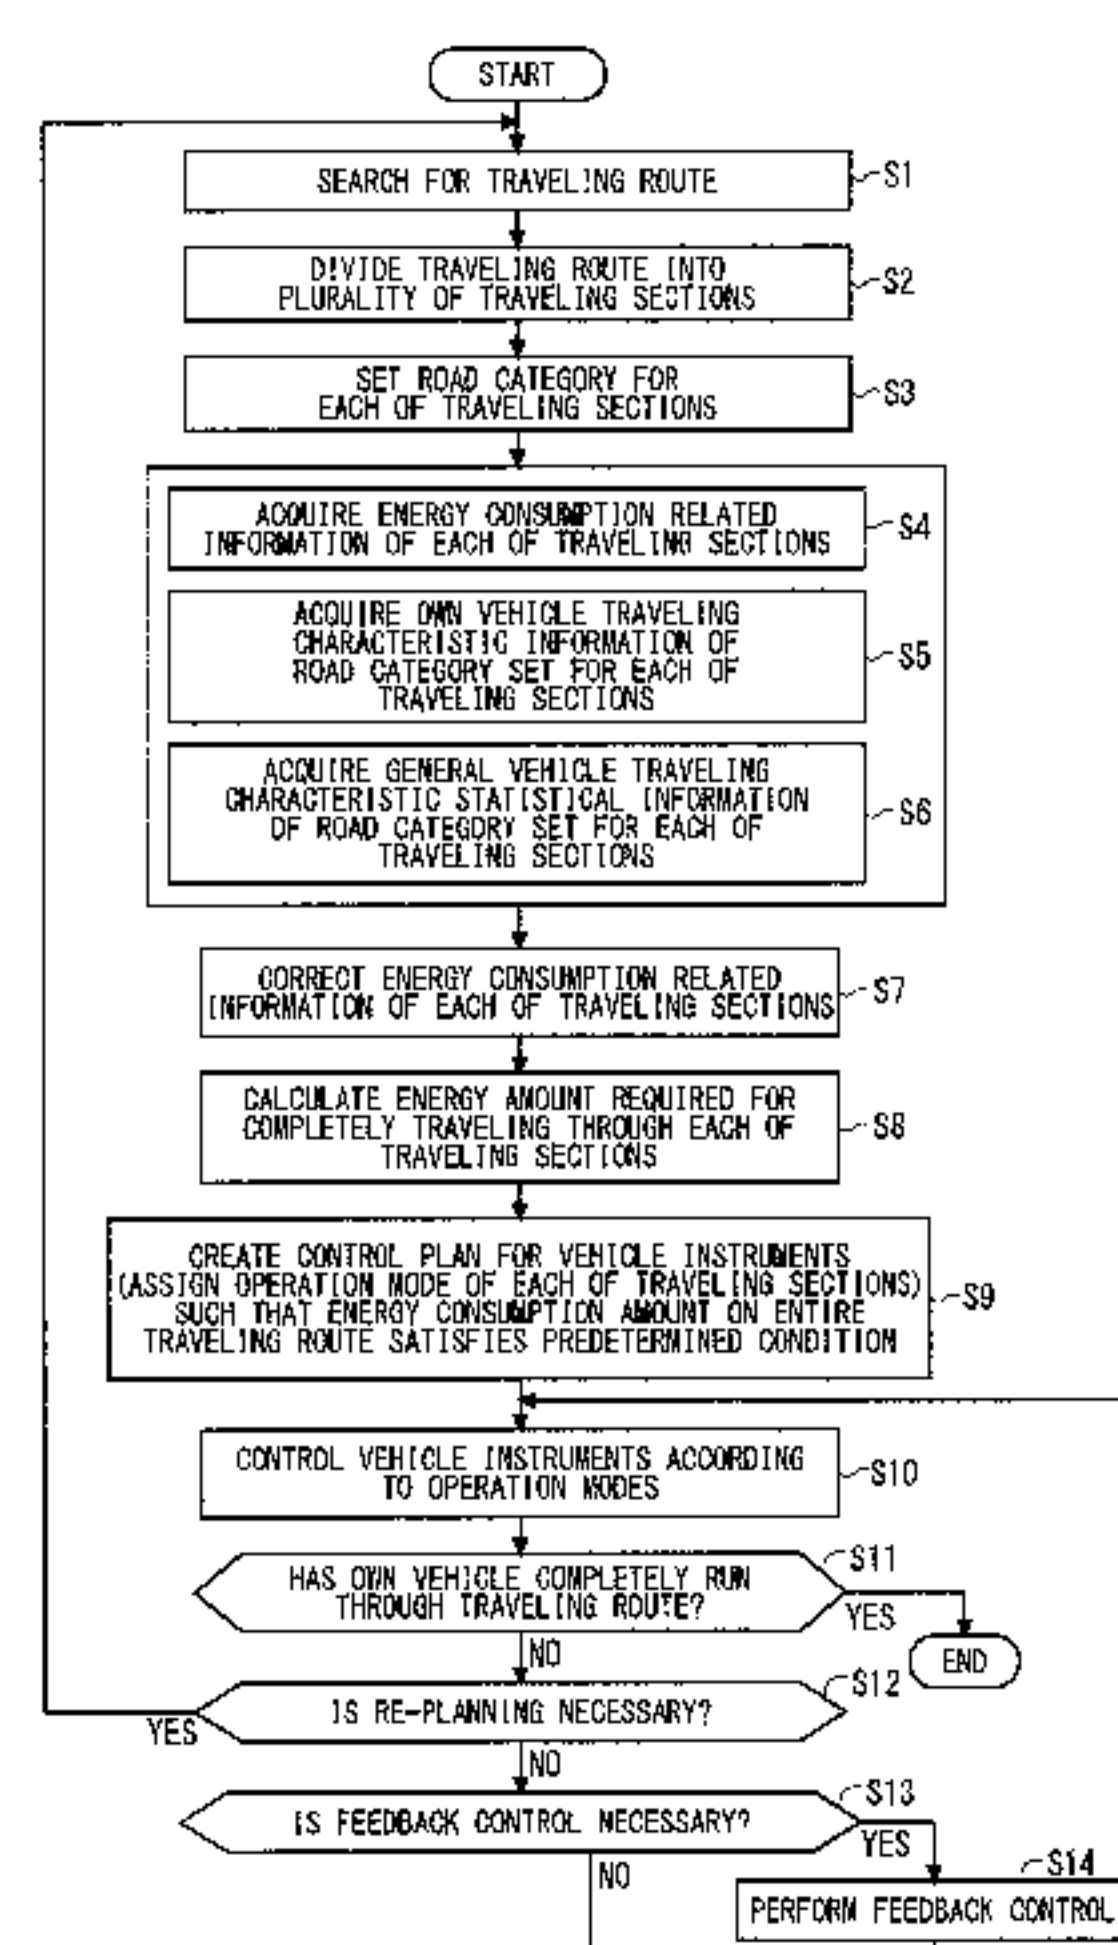 START
SEARCH FOR TRAVELING ROUTE
S1
DIVIDE TRAVELING ROUTE INTO
PLURALITY OF TRAVELING SECTIONS
S2
SET ROAD CATEGORY FOR
EACH OF TRAVELING SECTIONS
S3
ACQUIRE ENERGY CONSUMPTION RELATED
INFORMATION OF EACH OF TRAVELING SECTIONS
S4
ACQUIRE OWN VEHICLE TRAVELING
CHARACTERISTIC INFORMATION OF
ROAD CATEGORY SET FOR EACH OF
TRAVELING SECTIONS
S5
ACQUIRE GENERAL VEHICLE TRAVELING
CHARACTERISTIC STATISTICAL INFORMATION
OF ROAD CATEGORY SET FOR EACH OF
TRAVELING SECTIONS
S6
CORRECT ENERGY CONSUMPTION RELATED
INFORMATION OF EACH OF TRAVELING SECTIONS
S7
CALCULATE ENERGY AMOUNT REQUIRED FOR
COMPLETELY TRAVELING THROUGH EACH OF
TRAVELING SECTIONS
S8
CREATE CONTROL PLAN FOR VEHICLE INSTRUMENTS
(ASSIGN OPERATION MODE OF EACH OF TRAVELING SECTIONS)
SUCH THAT ENERGY CONSUMPTION AMOUNT ON ENTIRE
TRAVELING ROUTE SATISFIES PREDETERMINED CONDITION
S9
CONTROL VEHICLE INSTRUMENTS ACCORDING
TO OPERATION MODES
S10
HAS OWN VEHICLE COMPLETELY RUN
THROUGH TRAVELING ROUTE?
S11
YES
END
NO
IS RE-PLANNING NECESSARY?
S12
YES
NO
IS FEEDBACK CONTROL NECESSARY?
S13
YES
NO
S14
PERFORM FEEDBACK CONTROL